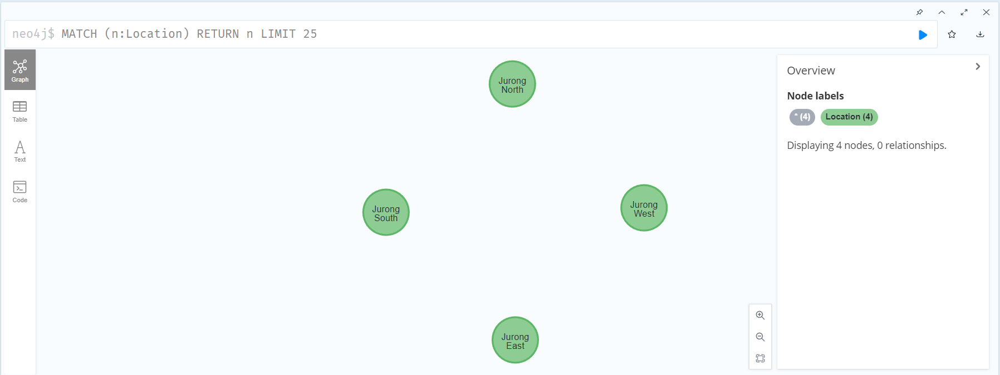 neo4j$ MATCH (n:Location) RETURN n LIMIT 25
Graph
Table
Text
Code
Jurong
North
Jurong
South
Jurong
West
Jurong
East
Overview
Node labels
* (4) Location (4)
Displaying 4 nodes, 0 relationships.